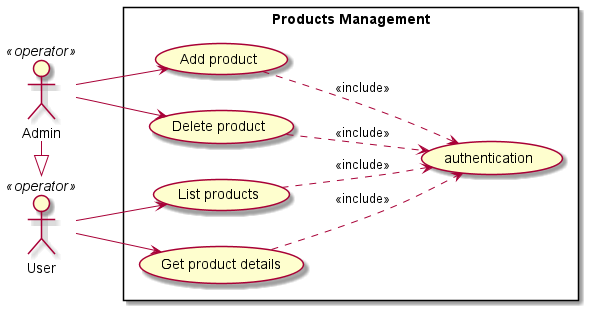 Products Management
«operator»
Admin
Add product
«include»
Delete product
«include»
authentication
«operator»
User
List products
«include»
Get product details
«include»